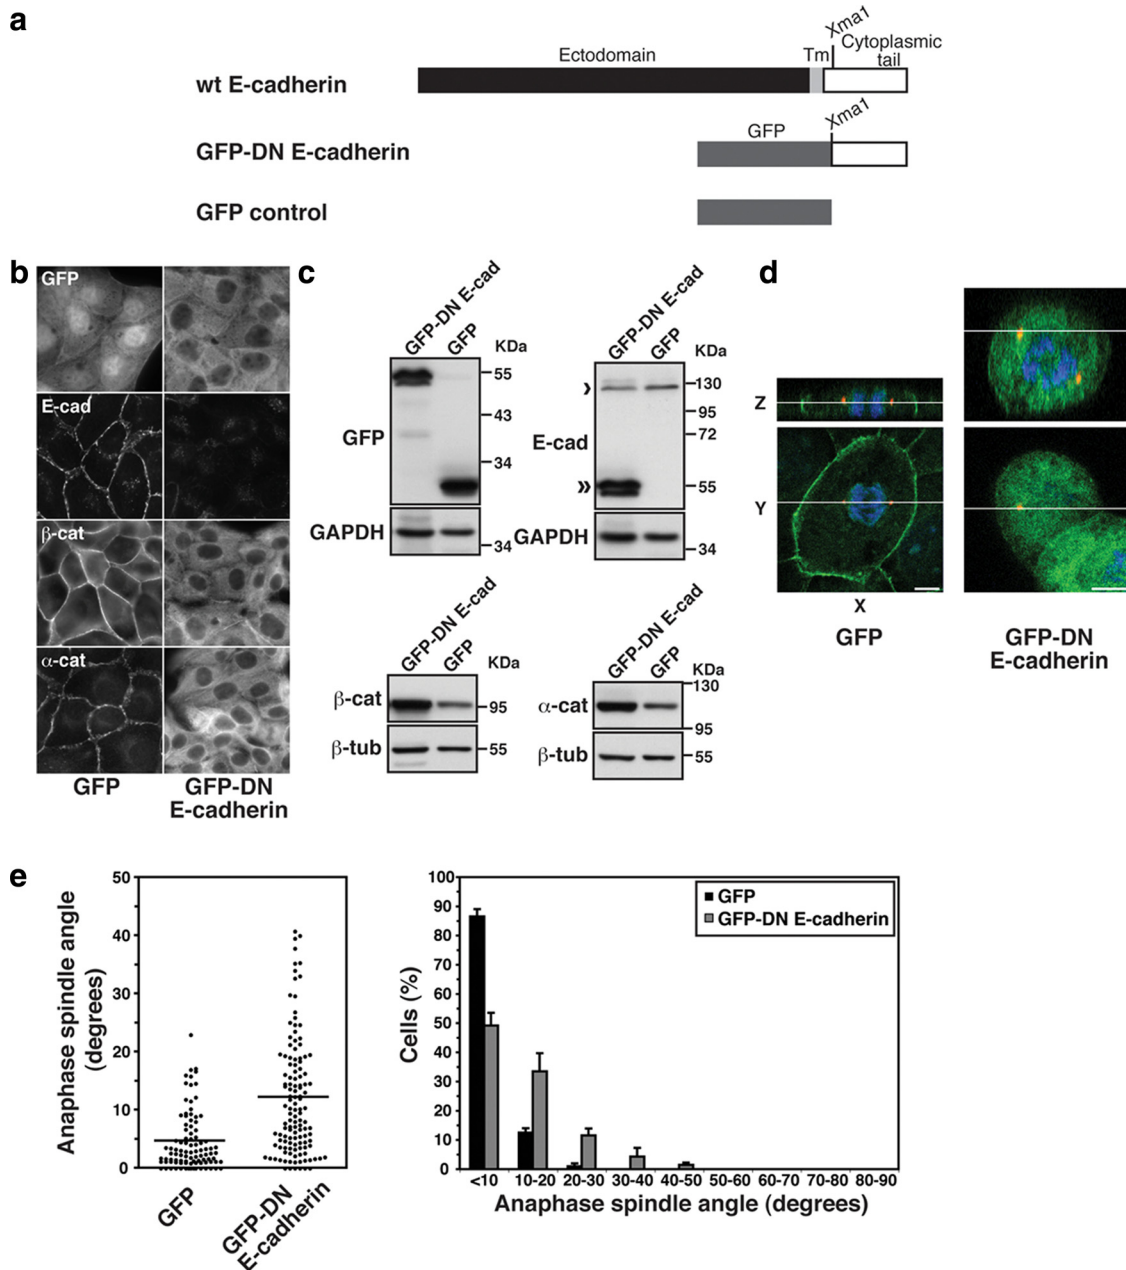 a
Xma1
Ectodomain
Tm
Cytoplasmic
tail
wt E-cadherin
Xma1
GFP
GFP-DN E-cadherin
GFP control
b
GFP
E-cad
β-cat
α-cat
GFP
GFP-DN
E-cadherin
c
GFP-DN E-cad
GFP
KDa
55
43
34
GFP
GAPDH
34
GFP-DN E-cad
GFP
KDa
›
130
95
72
E-cad
»
55
GAPDH
34
GFP-DN E-cad
GFP
KDa
β-cat
95
β-tub
55
GFP-DN E-cad
GFP
KDa
130
α-cat
95
β-tub
55
d
Z
Y
X
GFP
GFP-DN
E-cadherin
e
Anaphase spindle angle
(degrees)
50
40
30
20
10
0
GFP
GFP-DN
E-cadherin
Cells (%)
100
90
80
70
60
50
40
30
20
10
0
GFP
GFP-DN E-cadherin
<10 10-20 20-30 30-40 40-50 50-60 60-70 70-80 80-90
Anaphase spindle angle (degrees)